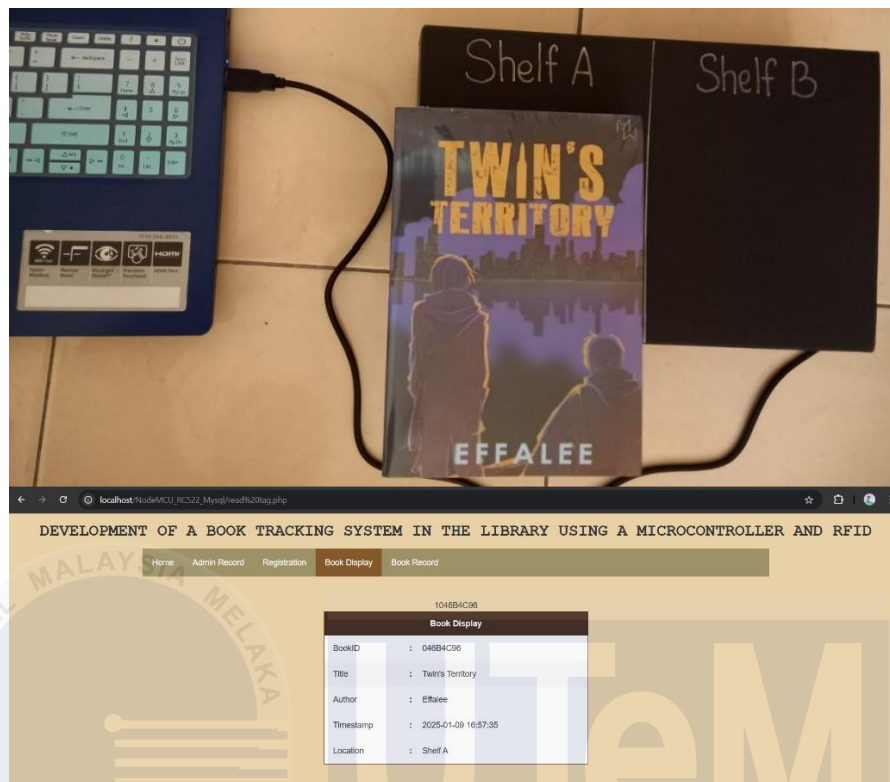 Shelf A
Shelf B
TWIN'S
TERRITORY
EFFALEE
HDMI
localhost/NodeMCU_RC522_Mysql/read%20tag.php
DEVELOPMENT OF A BOOK TRACKING SYSTEM IN THE LIBRARY USING A MICROCONTROLLER AND RFID
Home Admin Record Registration Book Display Book Record
1046B4C96
Book Display
BookID : 046B4C96
Title : Twin's Territory
Author : Effalee
Timestamp : 2025-01-09 16:57:35
Location : Shelf A
MALAYSIA MELAKA
UTeM